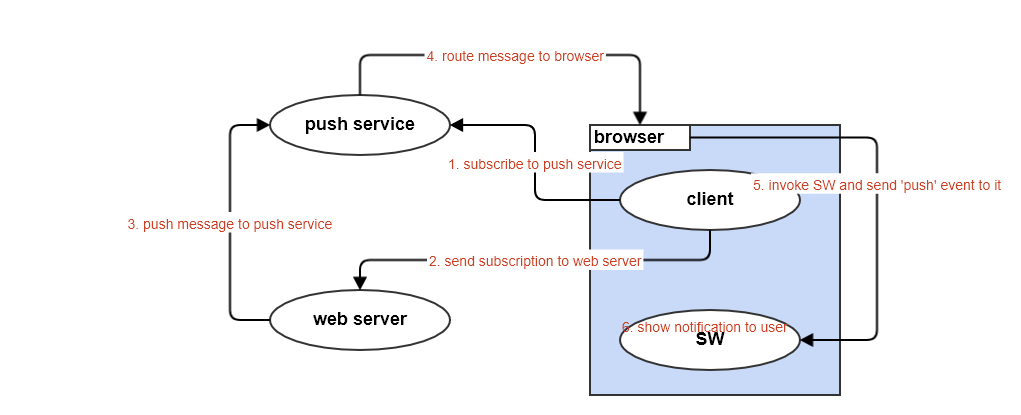 4. route message to browser
push service
browser
1. subscribe to push service
5. invoke SW and send 'push' event to it
client
3. push message to push service
2. send subscription to web server
web server
6. show notification to user
SW